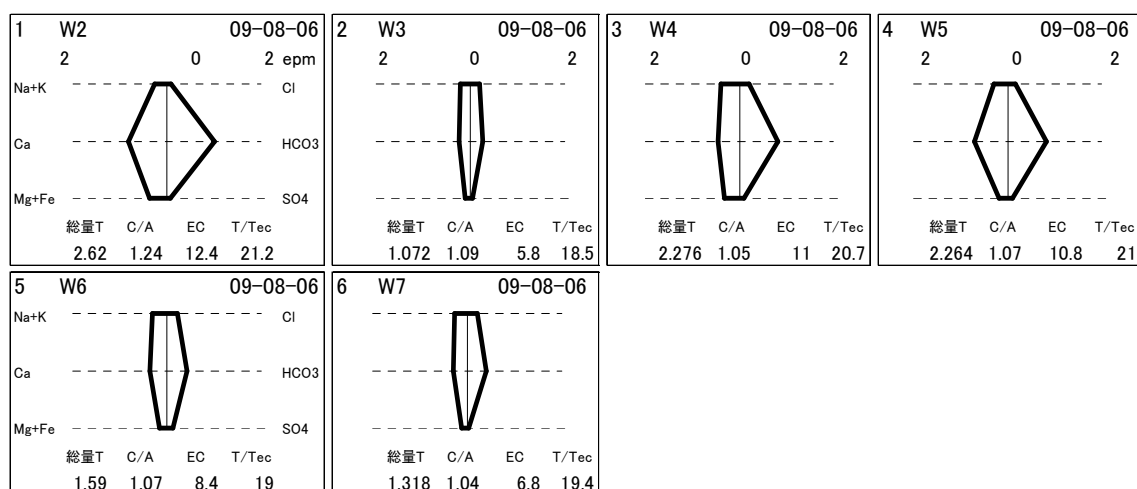 1 W2 09-08-06
2 0 2 epm
Na+K Cl
Ca HCO3
Mg+Fe SO4
総量T C/A EC T/Tec
2.62 1.24 12.4 21.2
2 W3 09-08-06
2 0 2
総量T C/A EC T/Tec
1.072 1.09 5.8 18.5
3 W4 09-08-06
2 0 2
総量T C/A EC T/Tec
2.276 1.05 11 20.7
4 W5 09-08-06
2 0 2
総量T C/A EC T/Tec
2.264 1.07 10.8 21
5 W6 09-08-06
Na+K Cl
Ca HCO3
Mg+Fe SO4
総量T C/A EC T/Tec
1.59 1.07 8.4 19
6 W7 09-08-06
総量T C/A EC T/Tec
1.318 1.04 6.8 19.4